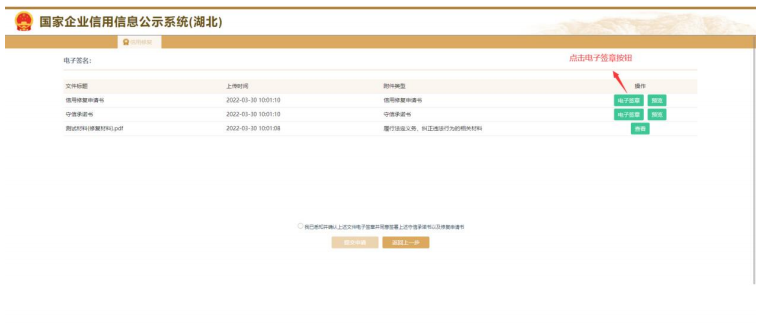 国家企业信用信息公示系统(湖北)
信用修复
电子签名：
点击电子签章按钮
文件标题 上传时间 附件类型 操作
信用修复申请书 2022-03-30 10:01:10 信用修复申请书 电子签章 预览
守信承诺书 2022-03-30 10:01:10 守信承诺书 电子签章 预览
测试材料(修复材料).pdf 2022-03-30 10:01:08 履行法定义务、纠正违法行为的相关材料 查看
我已悉知并确认上述文件电子签章并同意签署上述守信承诺书以及修复申请书
提交申请 返回上一步